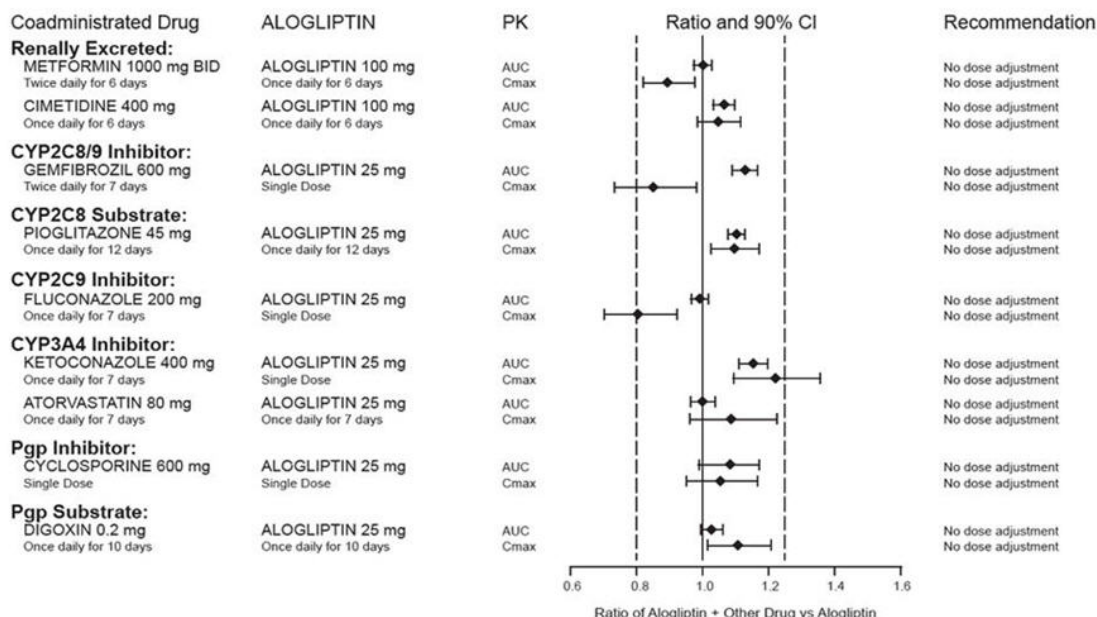 Coadministrated Drug ALOGLIPTIN PK Ratio and 90% CI Recommendation
Renally Excreted:
METFORMIN 1000 mg BID ALOGLIPTIN 100 mg AUC No dose adjustment
Twice daily for 6 days Once daily for 6 days Cmax No dose adjustment
CIMETIDINE 400 mg ALOGLIPTIN 100 mg AUC No dose adjustment
Once daily for 6 days Once daily for 6 days Cmax No dose adjustment
CYP2C8/9 Inhibitor:
GEMFIBROZIL 600 mg ALOGLIPTIN 25 mg AUC No dose adjustment
Twice daily for 7 days Single Dose Cmax No dose adjustment
CYP2C8 Substrate:
PIOGLITAZONE 45 mg ALOGLIPTIN 25 mg AUC No dose adjustment
Once daily for 12 days Once daily for 12 days Cmax No dose adjustment
CYP2C9 Inhibitor:
FLUCONAZOLE 200 mg ALOGLIPTIN 25 mg AUC No dose adjustment
Once daily for 7 days Single Dose Cmax No dose adjustment
CYP3A4 Inhibitor:
KETOCONAZOLE 400 mg ALOGLIPTIN 25 mg AUC No dose adjustment
Once daily for 7 days Single Dose Cmax No dose adjustment
ATORVASTATIN 80 mg ALOGLIPTIN 25 mg AUC No dose adjustment
Once daily for 7 days Once daily for 7 days Cmax No dose adjustment
Pgp Inhibitor:
CYCLOSPORINE 600 mg ALOGLIPTIN 25 mg AUC No dose adjustment
Single Dose Single Dose Cmax No dose adjustment
Pgp Substrate:
DIGOXIN 0.2 mg ALOGLIPTIN 25 mg AUC No dose adjustment
Once daily for 10 days Once daily for 10 days Cmax No dose adjustment
0.6 0.8 1.0 1.2 1.4 1.6
Ratio of Alogliptin + Other Drug vs Alogliptin